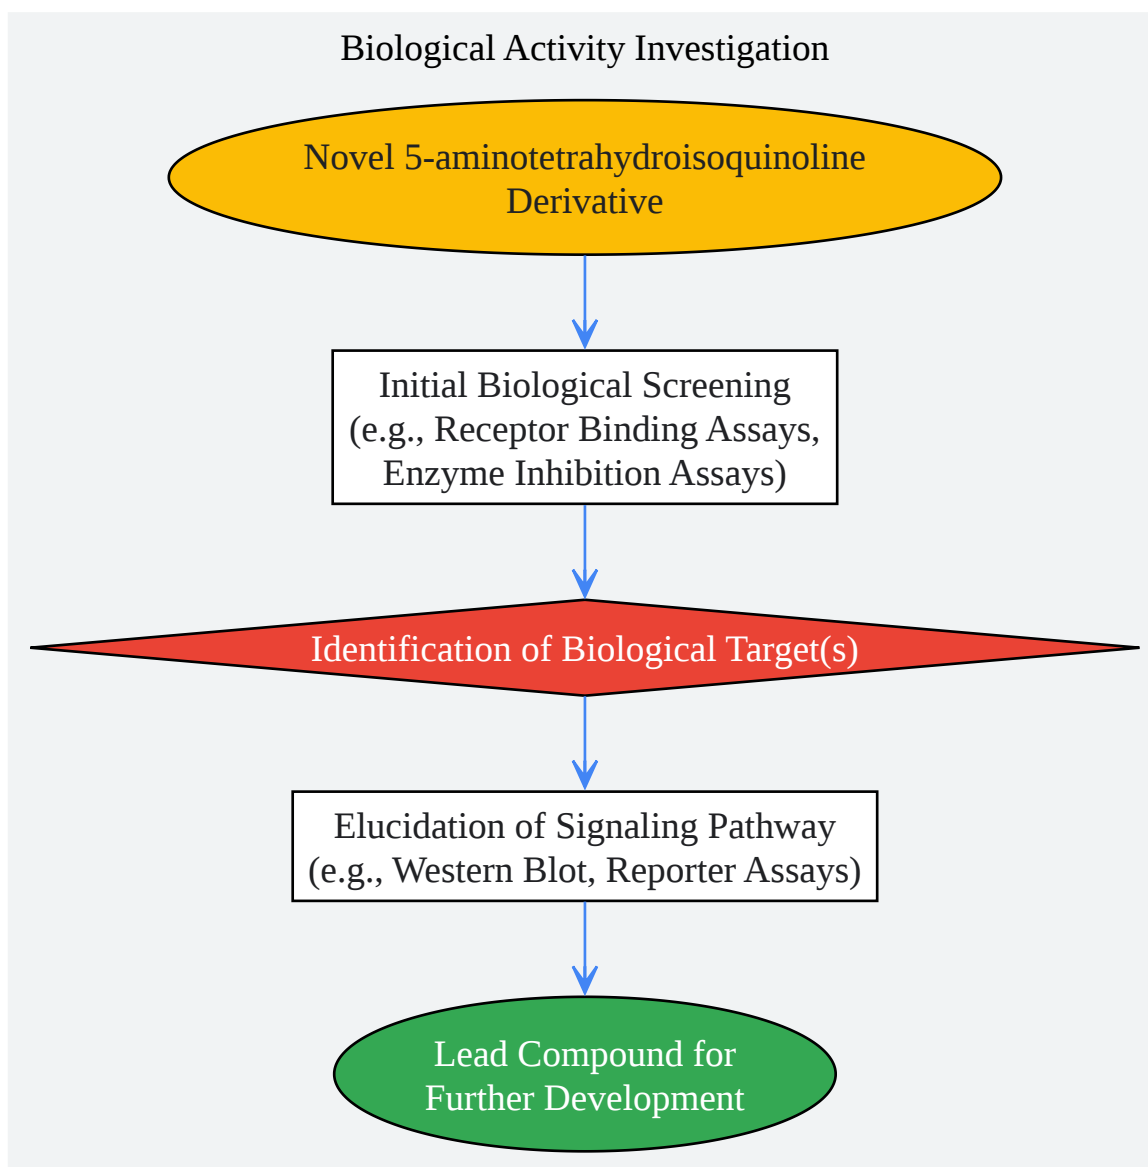 Biological Activity Investigation
Novel 5-aminotetrahydroisoquinoline
Derivative
Initial Biological Screening
(e.g., Receptor Binding Assays,
Enzyme Inhibition Assays)
Identification of Biological Target(s)
Elucidation of Signaling Pathway
(e.g., Western Blot, Reporter Assays)
Lead Compound for
Further Development